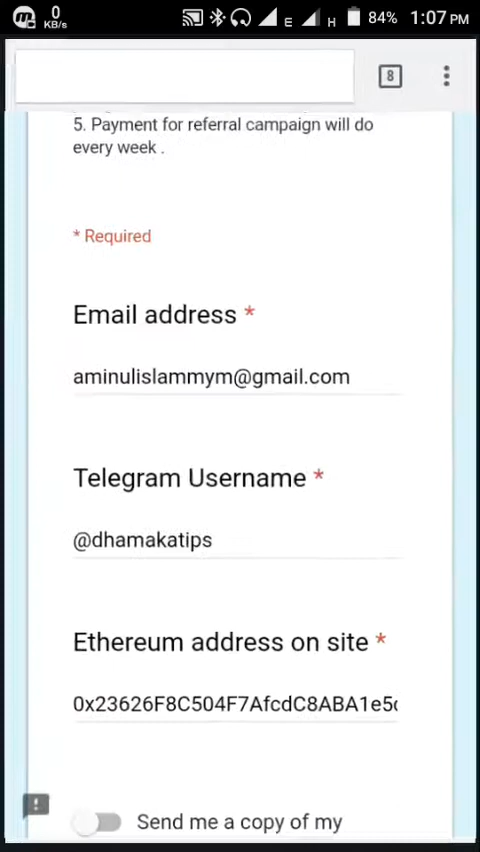 0
KB/s
E
H
84%
1:07 PM
8
5. Payment for referral campaign will do
every week .
* Required
Email address *
aminulislammym@gmail.com
Telegram Username *
@dhamakatips
Ethereum address on site *
0x23626F8C504F7AfcdC8ABA1e5
Send me a copy of my